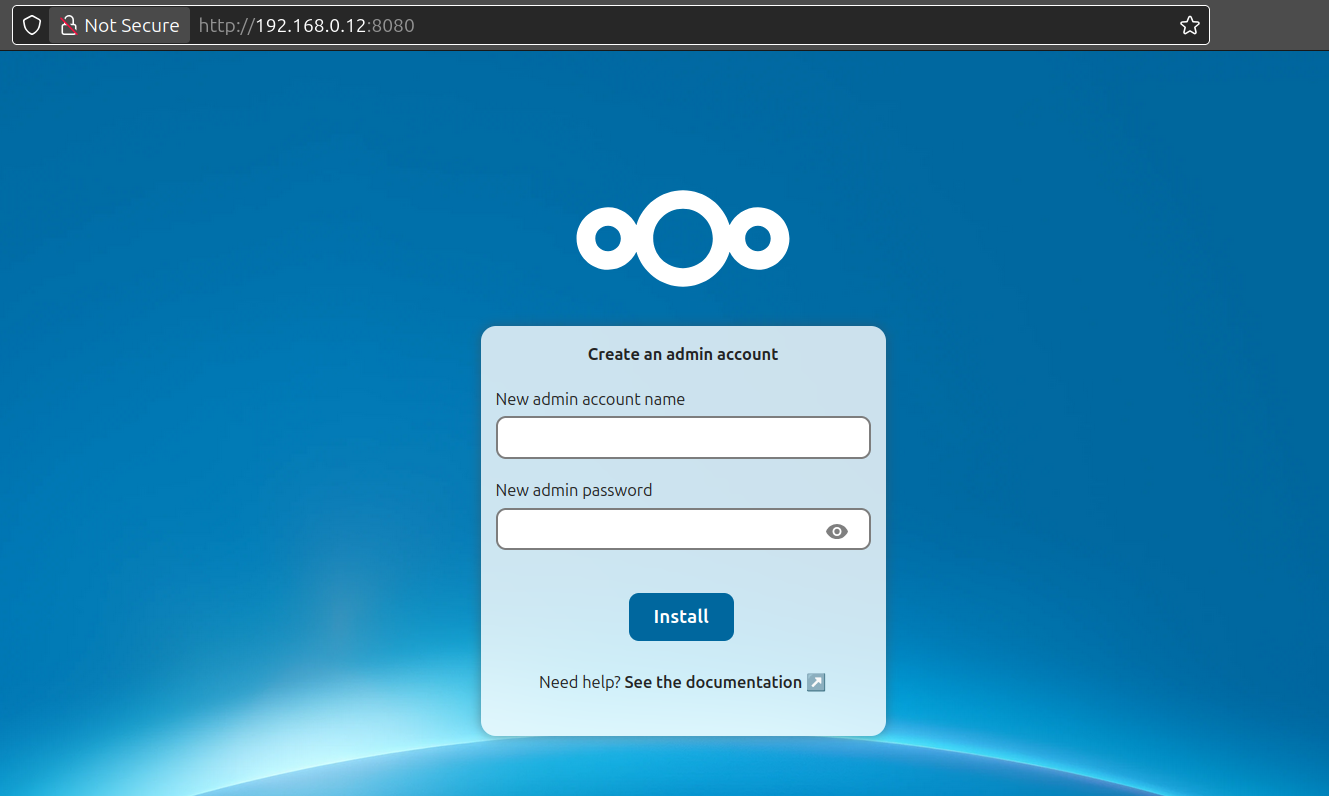 Not Secure http://192.168.0.12:8080
Create an admin account
New admin account name
New admin password
Install
Need help? See the documentation ↗